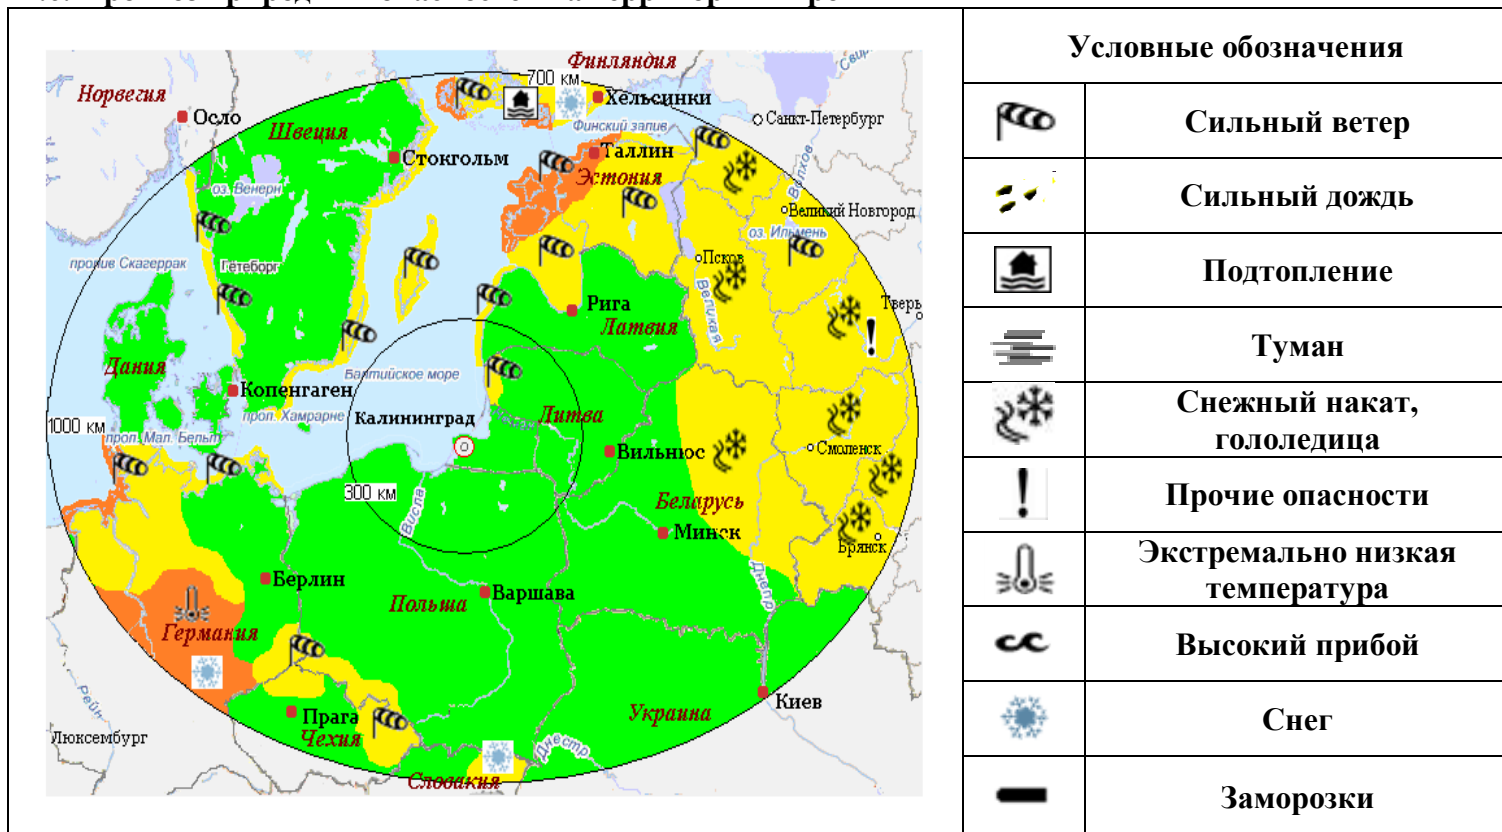 Условные обозначения
Сильный ветер
Сильный дождь
Подтопление
Туман
Снежный накат,
гололедица
Прочие опасности
Экстремально низкая
температура
Высокий прибой
Снег
Заморозки
Финляндия
700 км
Норвегия
Осло
Хельсинки
Швеция
Финский залив
Санкт-Петербург
Стокгольм
Таллин
Эстония
Волхов
оз. Венерн
Великий Новгород
оз. Ильмень
Псков
пролив Скагеррак
Гётеборг
Великая
Тверь
Рига
Латвия
Дания
Балтийское море
Копенгаген
Литва
проп. Хамрарне
Калининград
1000 км
проп. Мал. Бельт
Вильнюс
Смоленск
300 км
Висла
Беларусь
Минск
Брянск
Берлин
Днепр
Польша
Варшава
Германия
Рейн
Киев
Прага
Украина
Чехия
Люксембург
Днестр
Словакия